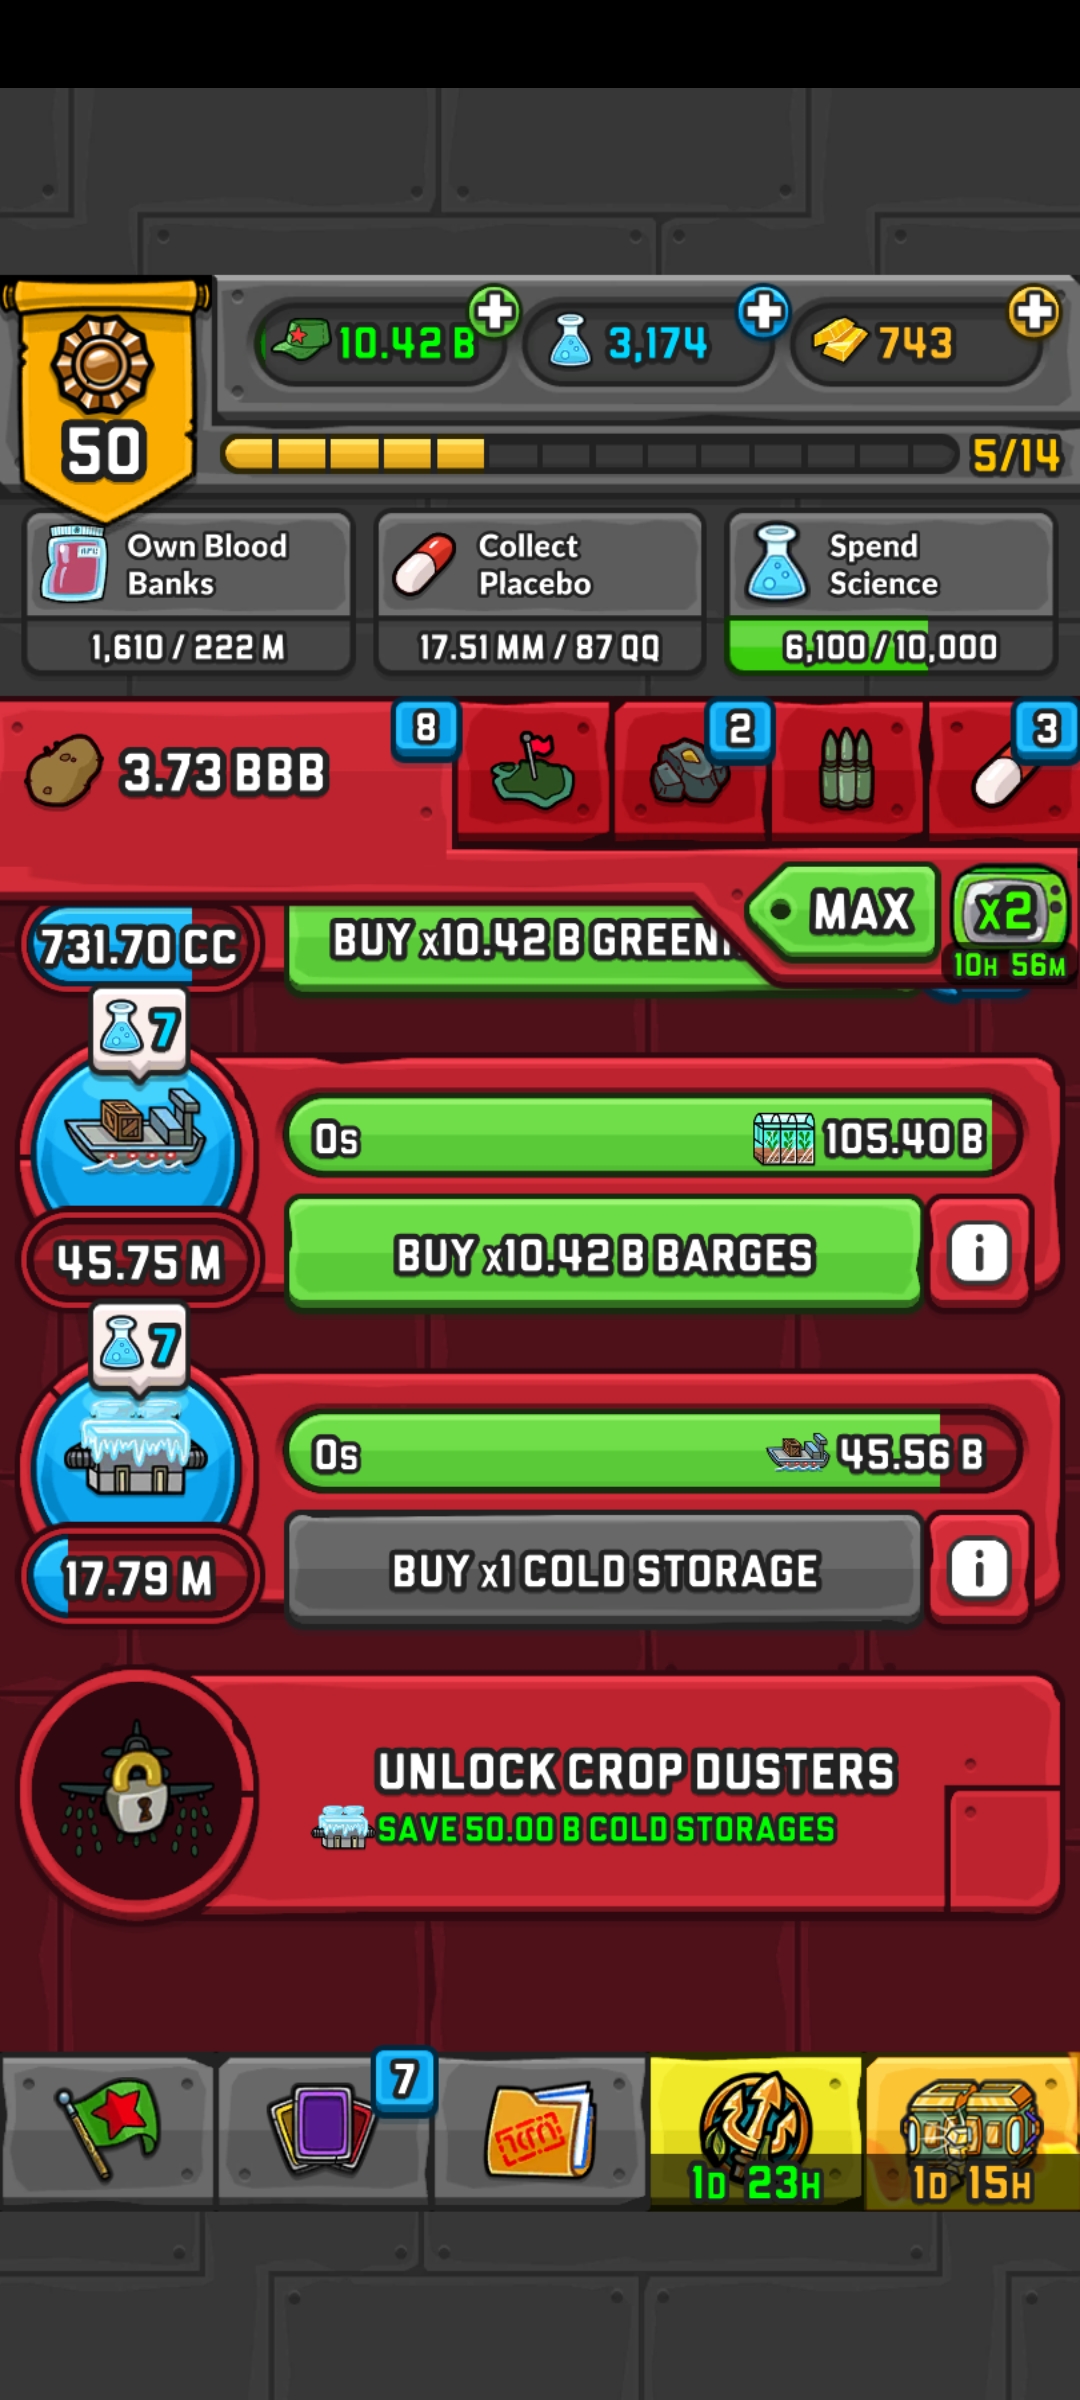 10.42 B
3,174
743
50
5/14
Own Blood
Banks
1,610 / 222 M
Collect
Placebo
17.51 MM / 87 QQ
Spend
Science
6,100 / 10,000
3.73 BBB
8
2
3
MAX
x2
10H 56M
731.70 CC
BUY x10.42 B
7
0s
105.40 B
45.75 M
BUY x10.42 B BARGES
i
7
0s
45.56 B
17.79 M
BUY x1 COLD STORAGE
i
UNLOCK CROP DUSTERS
SAVE 50.00 B COLD STORAGES
7
1D 23H
1D 15H